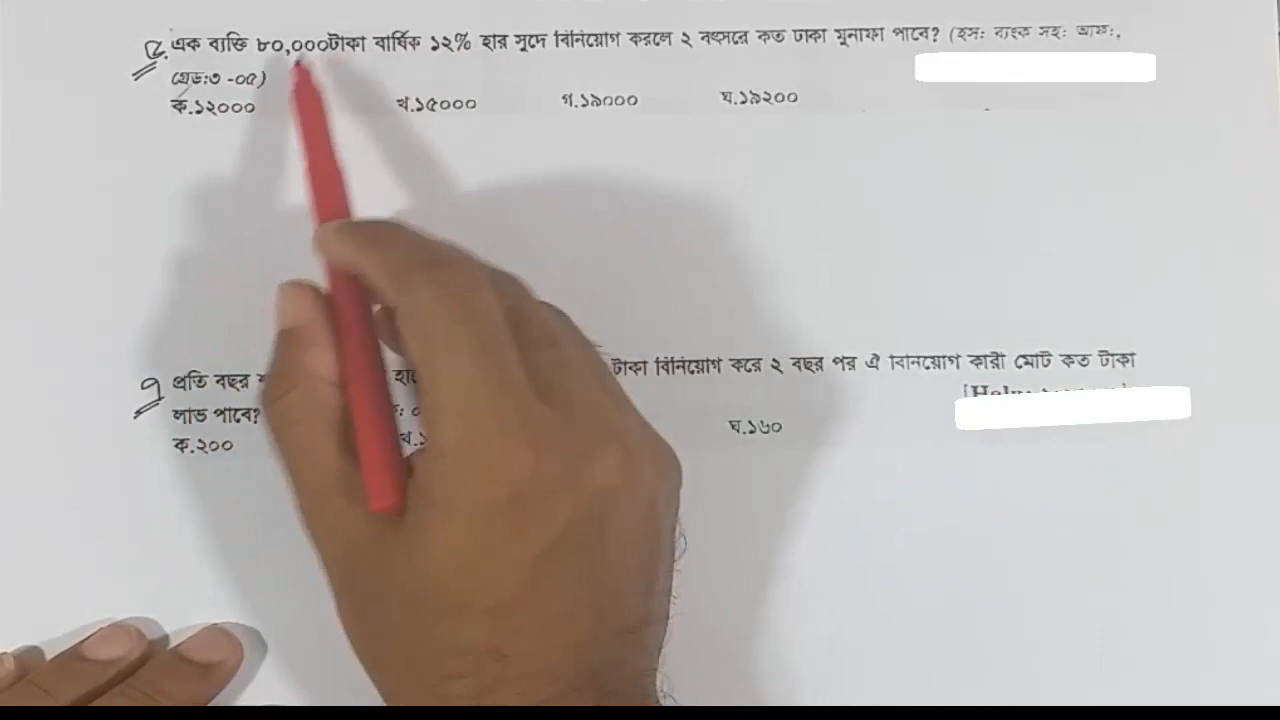 ৫. এক ব্যক্তি ৮০,০০০টাকা বার্ষিক ১২% হার সুদে বিনিয়োগ করলে ২ বৎসরে কত টাকা মুনাফা পাবে? (ইস: ব্যাংক সহ: অফ:,
গ্রেড:৩ -০৫)
ক.১২০০০ খ.১৫০০০ গ.১৯০০০ ঘ.১৯২০০
৭ প্রতি বছর টাকা বিনিয়োগ করে ২ বছর পর ঐ বিনিয়োগ কারী মোট কত টাকা
লাভ পাবে?
ক.২০০ ঘ.১৬০